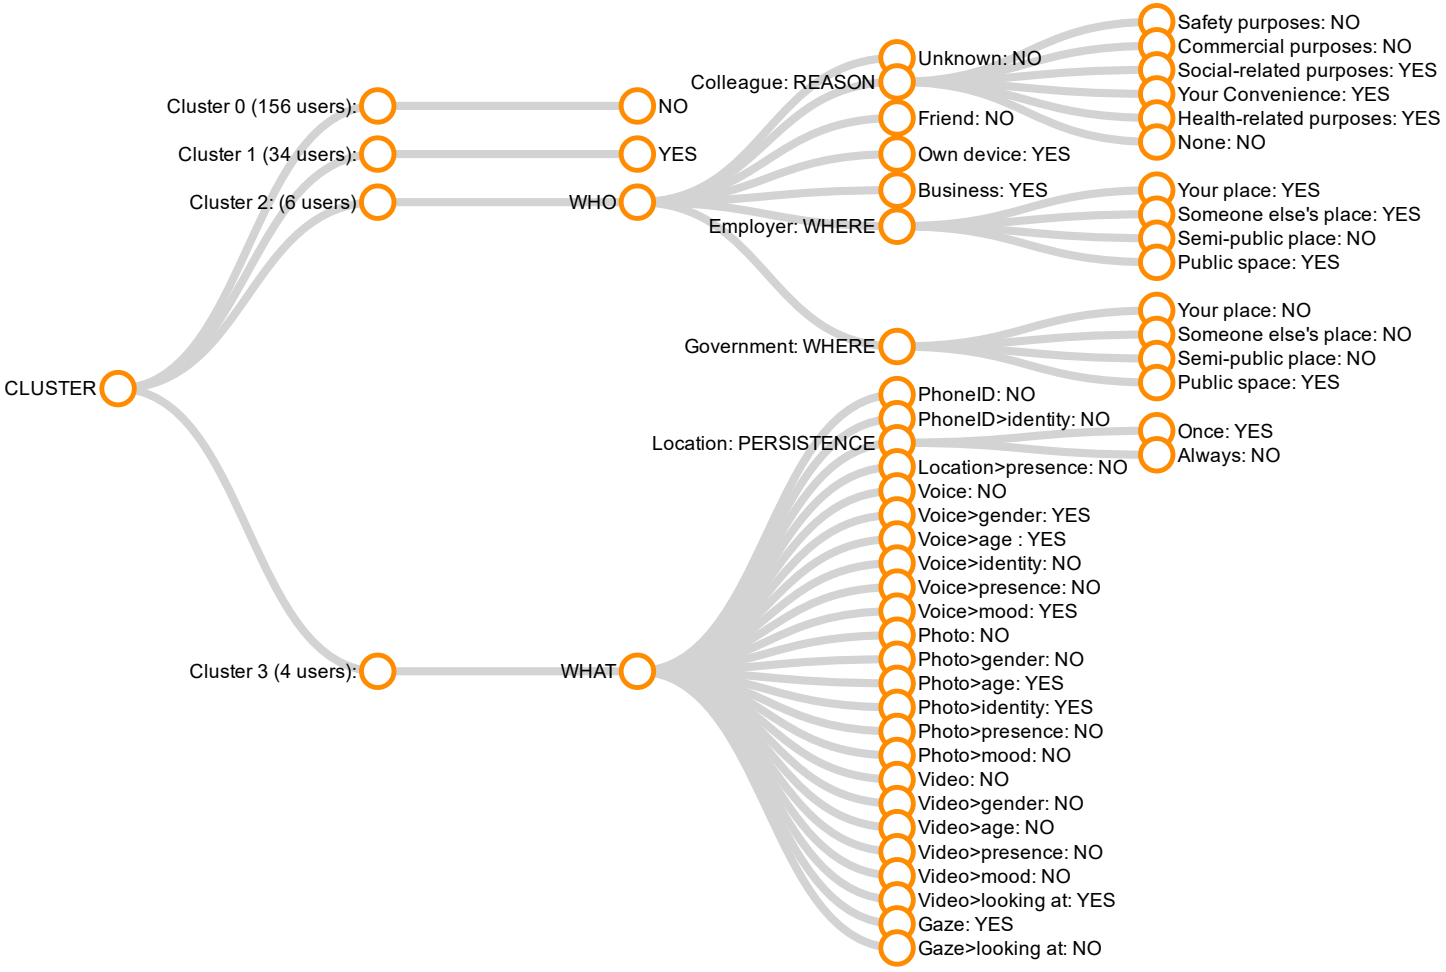 CLUSTER
Cluster 0 (156 users):
NO
Cluster 1 (34 users):
YES
Cluster 2: (6 users)
WHO
Unknown: NO
Colleague: REASON
Safety purposes: NO
Commercial purposes: NO
Social-related purposes: YES
Your Convenience: YES
Health-related purposes: YES
None: NO
Friend: NO
Own device: YES
Business: YES
Employer: WHERE
Your place: YES
Someone else's place: YES
Semi-public place: NO
Public space: YES
Government: WHERE
Your place: NO
Someone else's place: NO
Semi-public place: NO
Public space: YES
Cluster 3 (4 users):
WHAT
PhoneID: NO
PhoneID>identity: NO
Location: PERSISTENCE
Once: YES
Always: NO
Location>presence: NO
Voice: NO
Voice>gender: YES
Voice>age : YES
Voice>identity: NO
Voice>presence: NO
Voice>mood: YES
Photo: NO
Photo>gender: NO
Photo>age: YES
Photo>identity: YES
Photo>presence: NO
Photo>mood: NO
Video: NO
Video>gender: NO
Video>age: NO
Video>presence: NO
Video>mood: NO
Video>looking at: YES
Gaze: YES
Gaze>looking at: NO